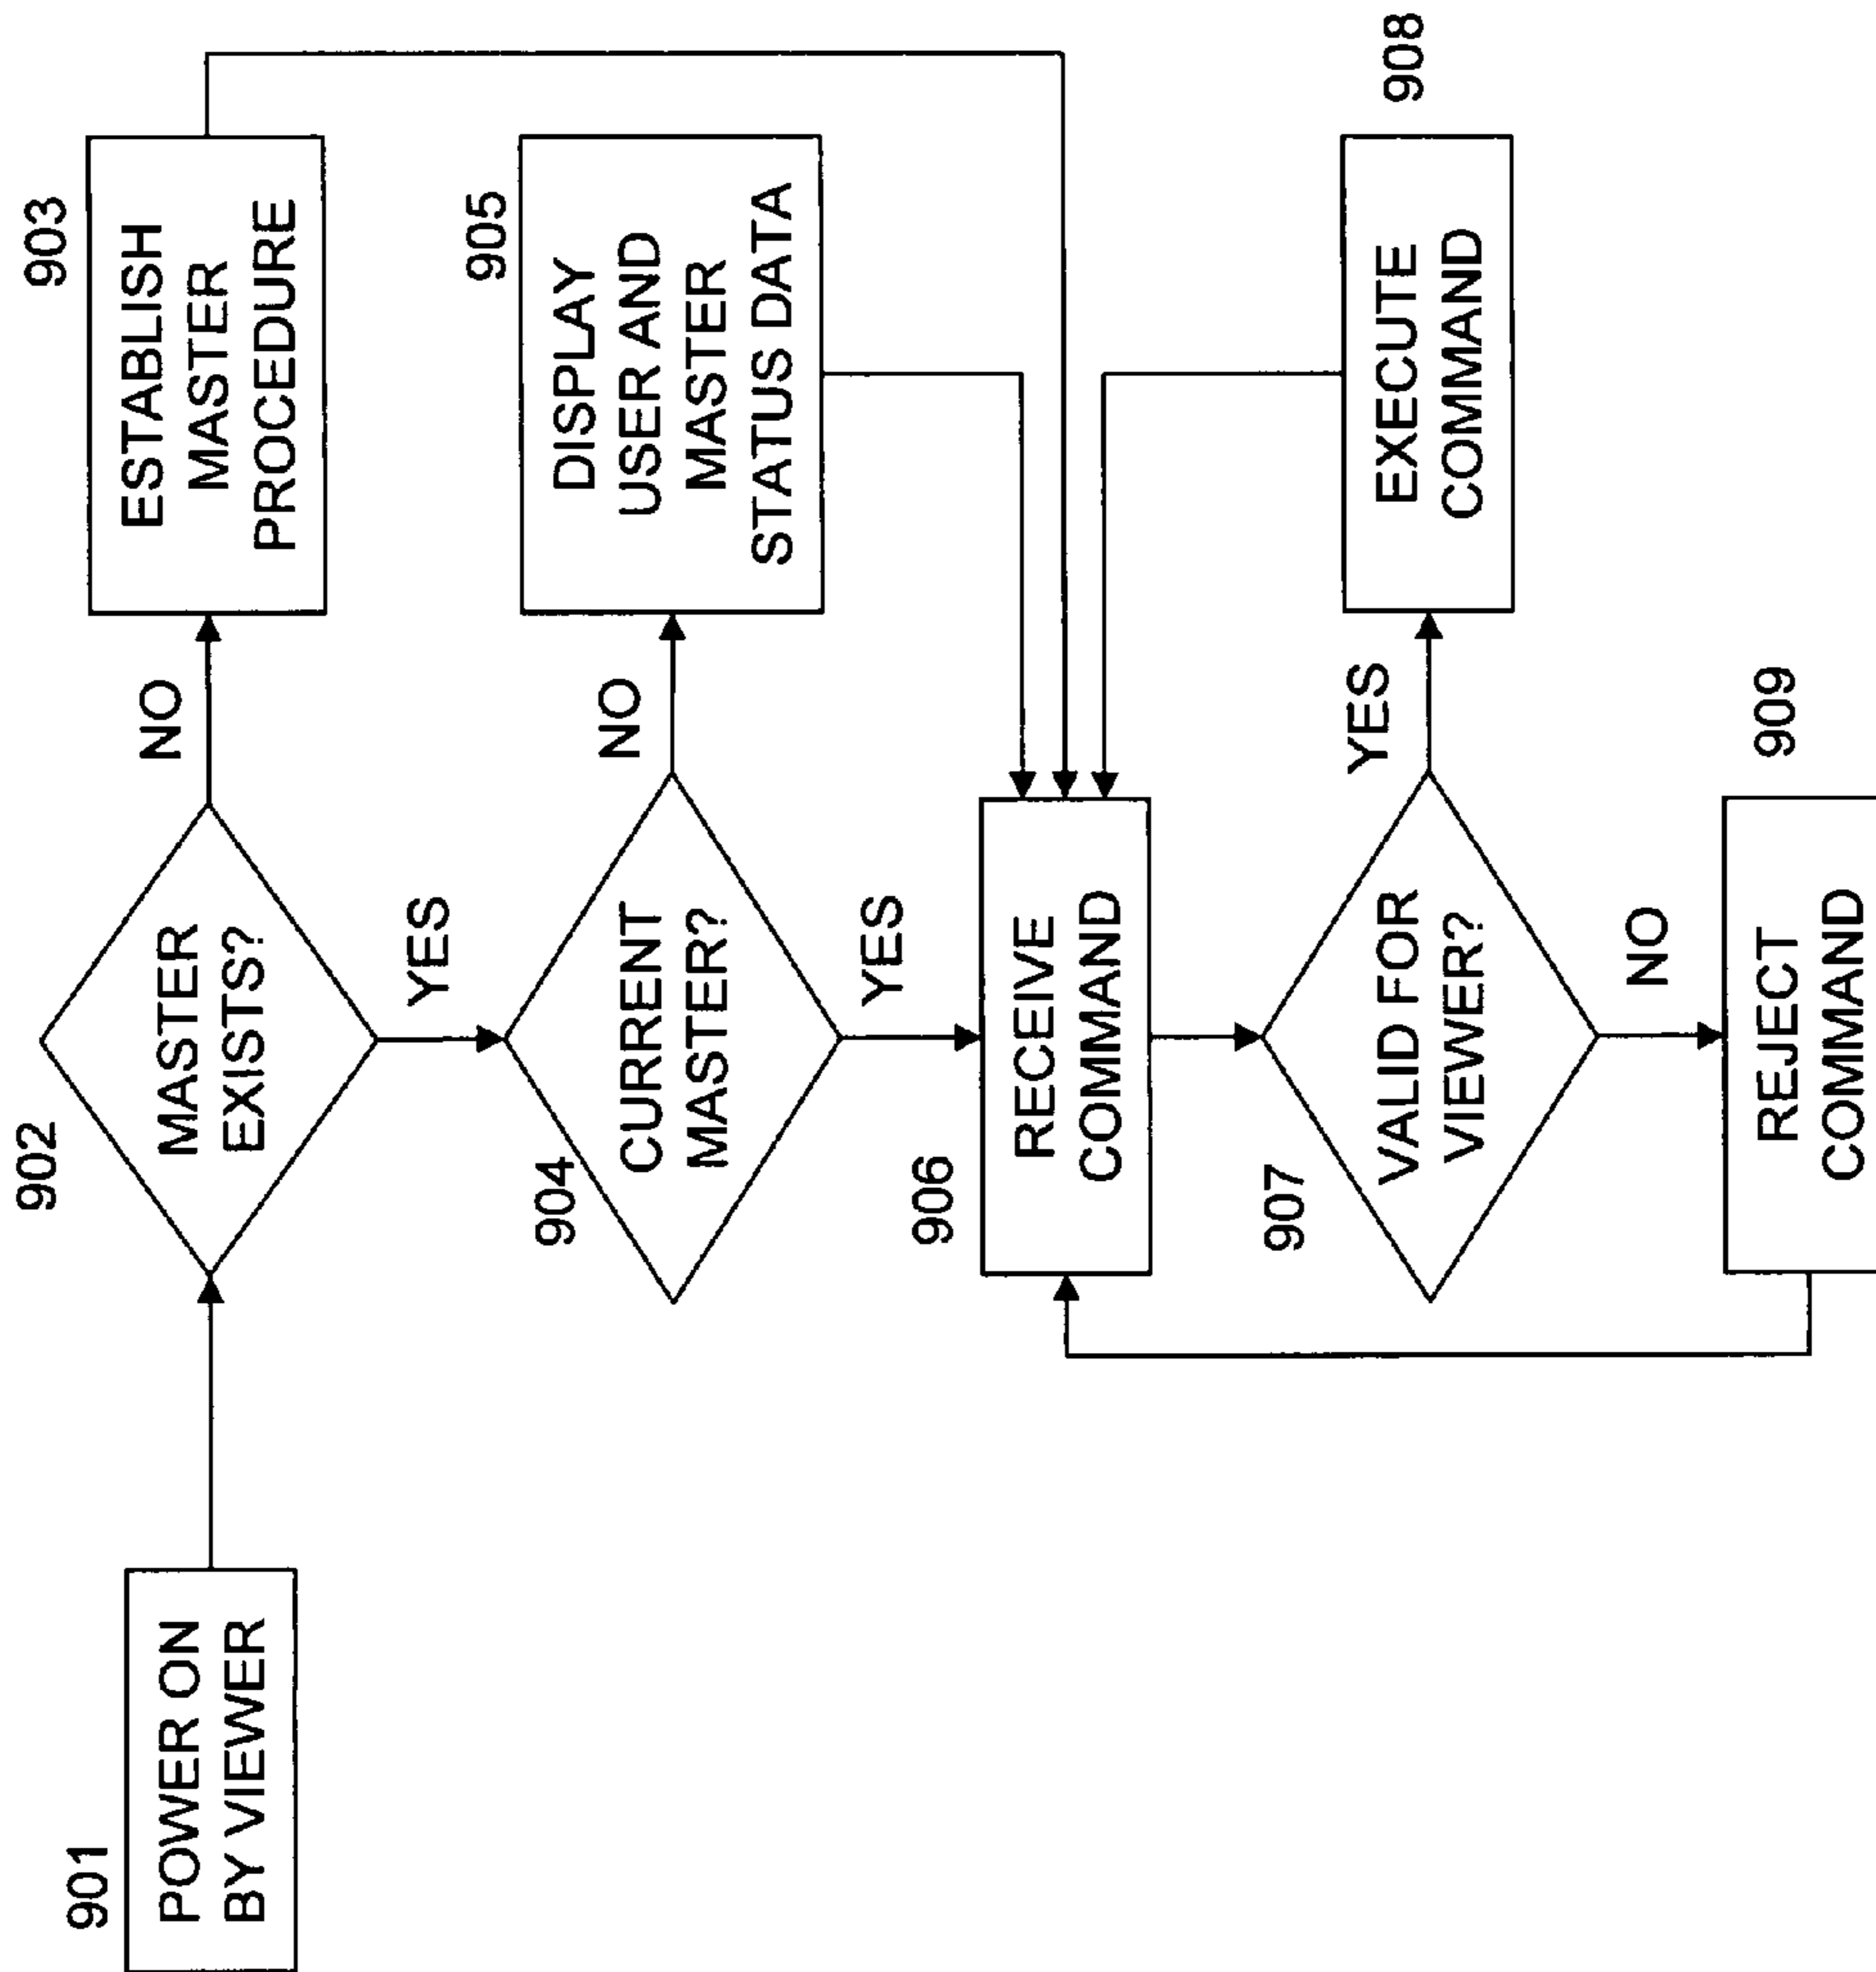 901
POWER ON
BY VIEWER
902
MASTER
EXISTS?
NO
903
ESTABLISH
MASTER
PROCEDURE
YES
904
CURRENT
MASTER?
NO
905
DISPLAY
USER AND
MASTER
STATUS DATA
YES
906
RECEIVE
COMMAND
907
VALID FOR
VIEWER?
YES
908
EXECUTE
COMMAND
NO
909
REJECT
COMMAND